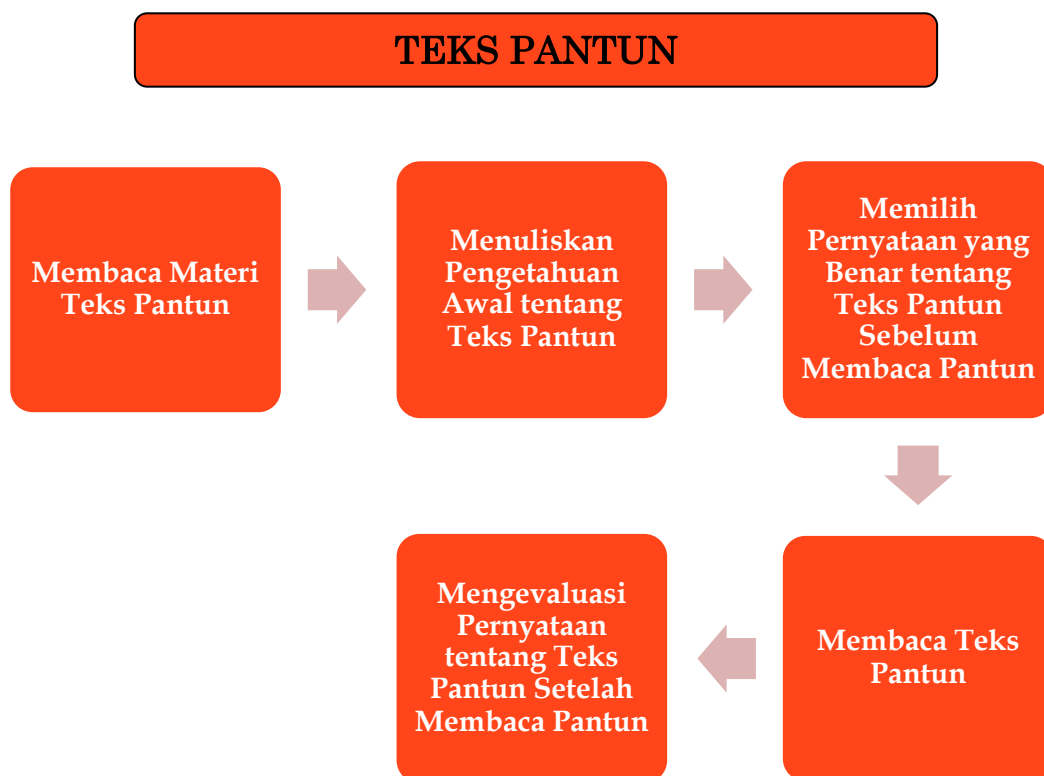 TEKS PANTUN
Membaca Materi
Teks Pantun
Menuliskan
Pengetahuan
Awal tentang
Teks Pantun
Memilih
Pernyataan yang
Benar tentang
Teks Pantun
Sebelum
Membaca Pantun
Membaca Teks
Pantun
Mengevaluasi
Pernyataan
tentang Teks
Pantun Setelah
Membaca Pantun